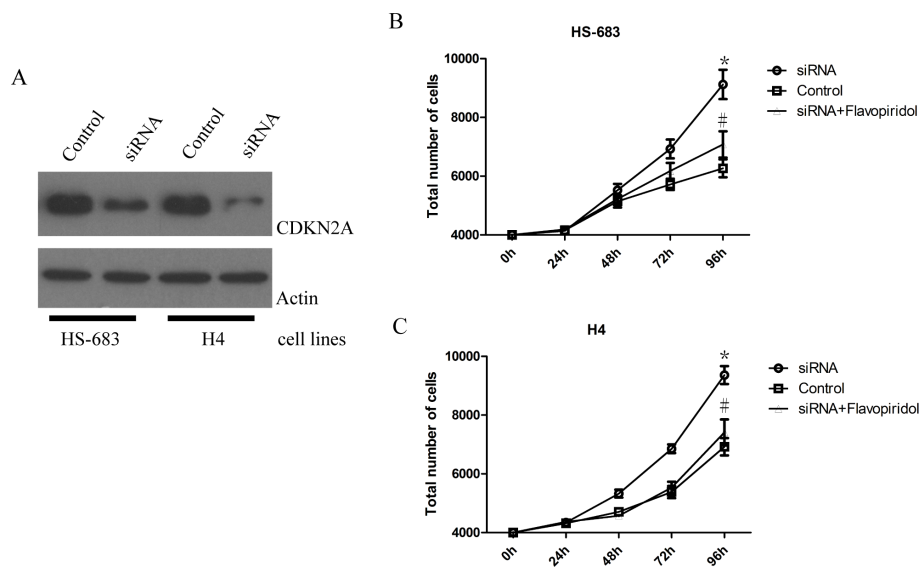 A
Control
siRNA
Control
siRNA
CDKN2A
Actin
HS-683
H4
cell lines
B
HS-683
Total number of cells
10000
8000
6000
4000
0h
24h
48h
72h
96h
*
#
siRNA
Control
siRNA+Flavopiridol
C
H4
Total number of cells
10000
8000
6000
4000
0h
24h
48h
72h
96h
*
#
siRNA
Control
siRNA+Flavopiridol